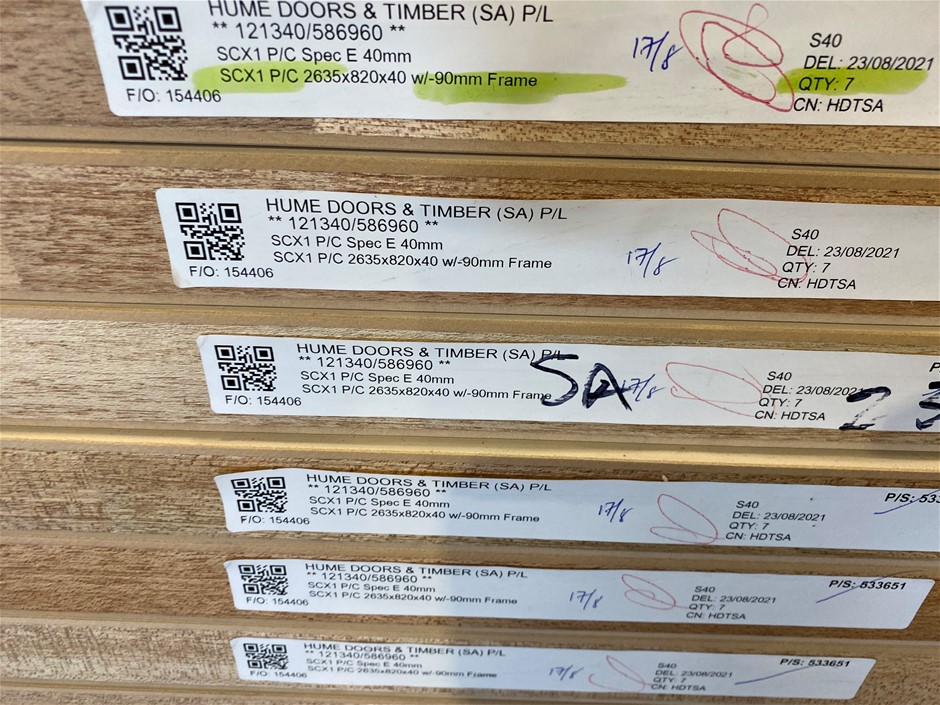 HUME DOORS & TIMBER (SA) P/L
** 121340/586960 **
SCX1 P/C Spec E 40mm
SCX1 P/C 2635x820x40 w/-90mm Frame
F/O: 154406
17/8
S40
DEL: 23/08/2021
QTY: 7
CN: HDTSA
HUME DOORS & TIMBER (SA) P/L
** 121340/586960 **
SCX1 P/C Spec E 40mm
SCX1 P/C 2635x820x40 w/-90mm Frame
F/O: 154406
17/8
S40
DEL: 23/08/2021
QTY: 7
CN: HDTSA
HUME DOORS & TIMBER (SA) P/L
** 121340/586960 **
SCX1 P/C Spec E 40mm
SCX1 P/C 2635x820x40 w/-90mm Frame
F/O: 154406
SA
17/8
S40
DEL: 23/08/2021
QTY: 7
CN: HDTSA
23
HUME DOORS & TIMBER (SA) P/L
** 121340/586960 **
SCX1 P/C Spec E 40mm
SCX1 P/C 2635x820x40 w/-90mm Frame
F/O: 154406
17/8
S40
DEL: 23/08/2021
QTY: 7
CN: HDTSA
P/S: 533
HUME DOORS & TIMBER (SA) P/L
** 121340/586960 **
SCX1 P/C Spec E 40mm
SCX1 P/C 2635x820x40 w/-90mm Frame
F/O: 154406
17/8
S40
DEL: 23/08/2021
QTY: 7
CN: HDTSA
P/S: 533651
HUME DOORS & TIMBER (SA) P/L
** 121340/586960 **
SCX1 P/C Spec E 40mm
SCX1 P/C 2635x820x40 w/-90mm Frame
F/O: 154406
17/8
S40
DEL: 23/08/2021
QTY: 7
CN: HDTSA
P/S: 533651